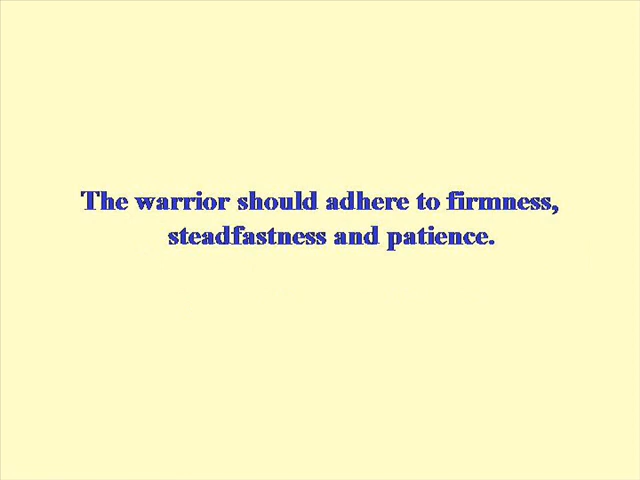 The warrior should adhere to firmness,
steadfastness and patience.